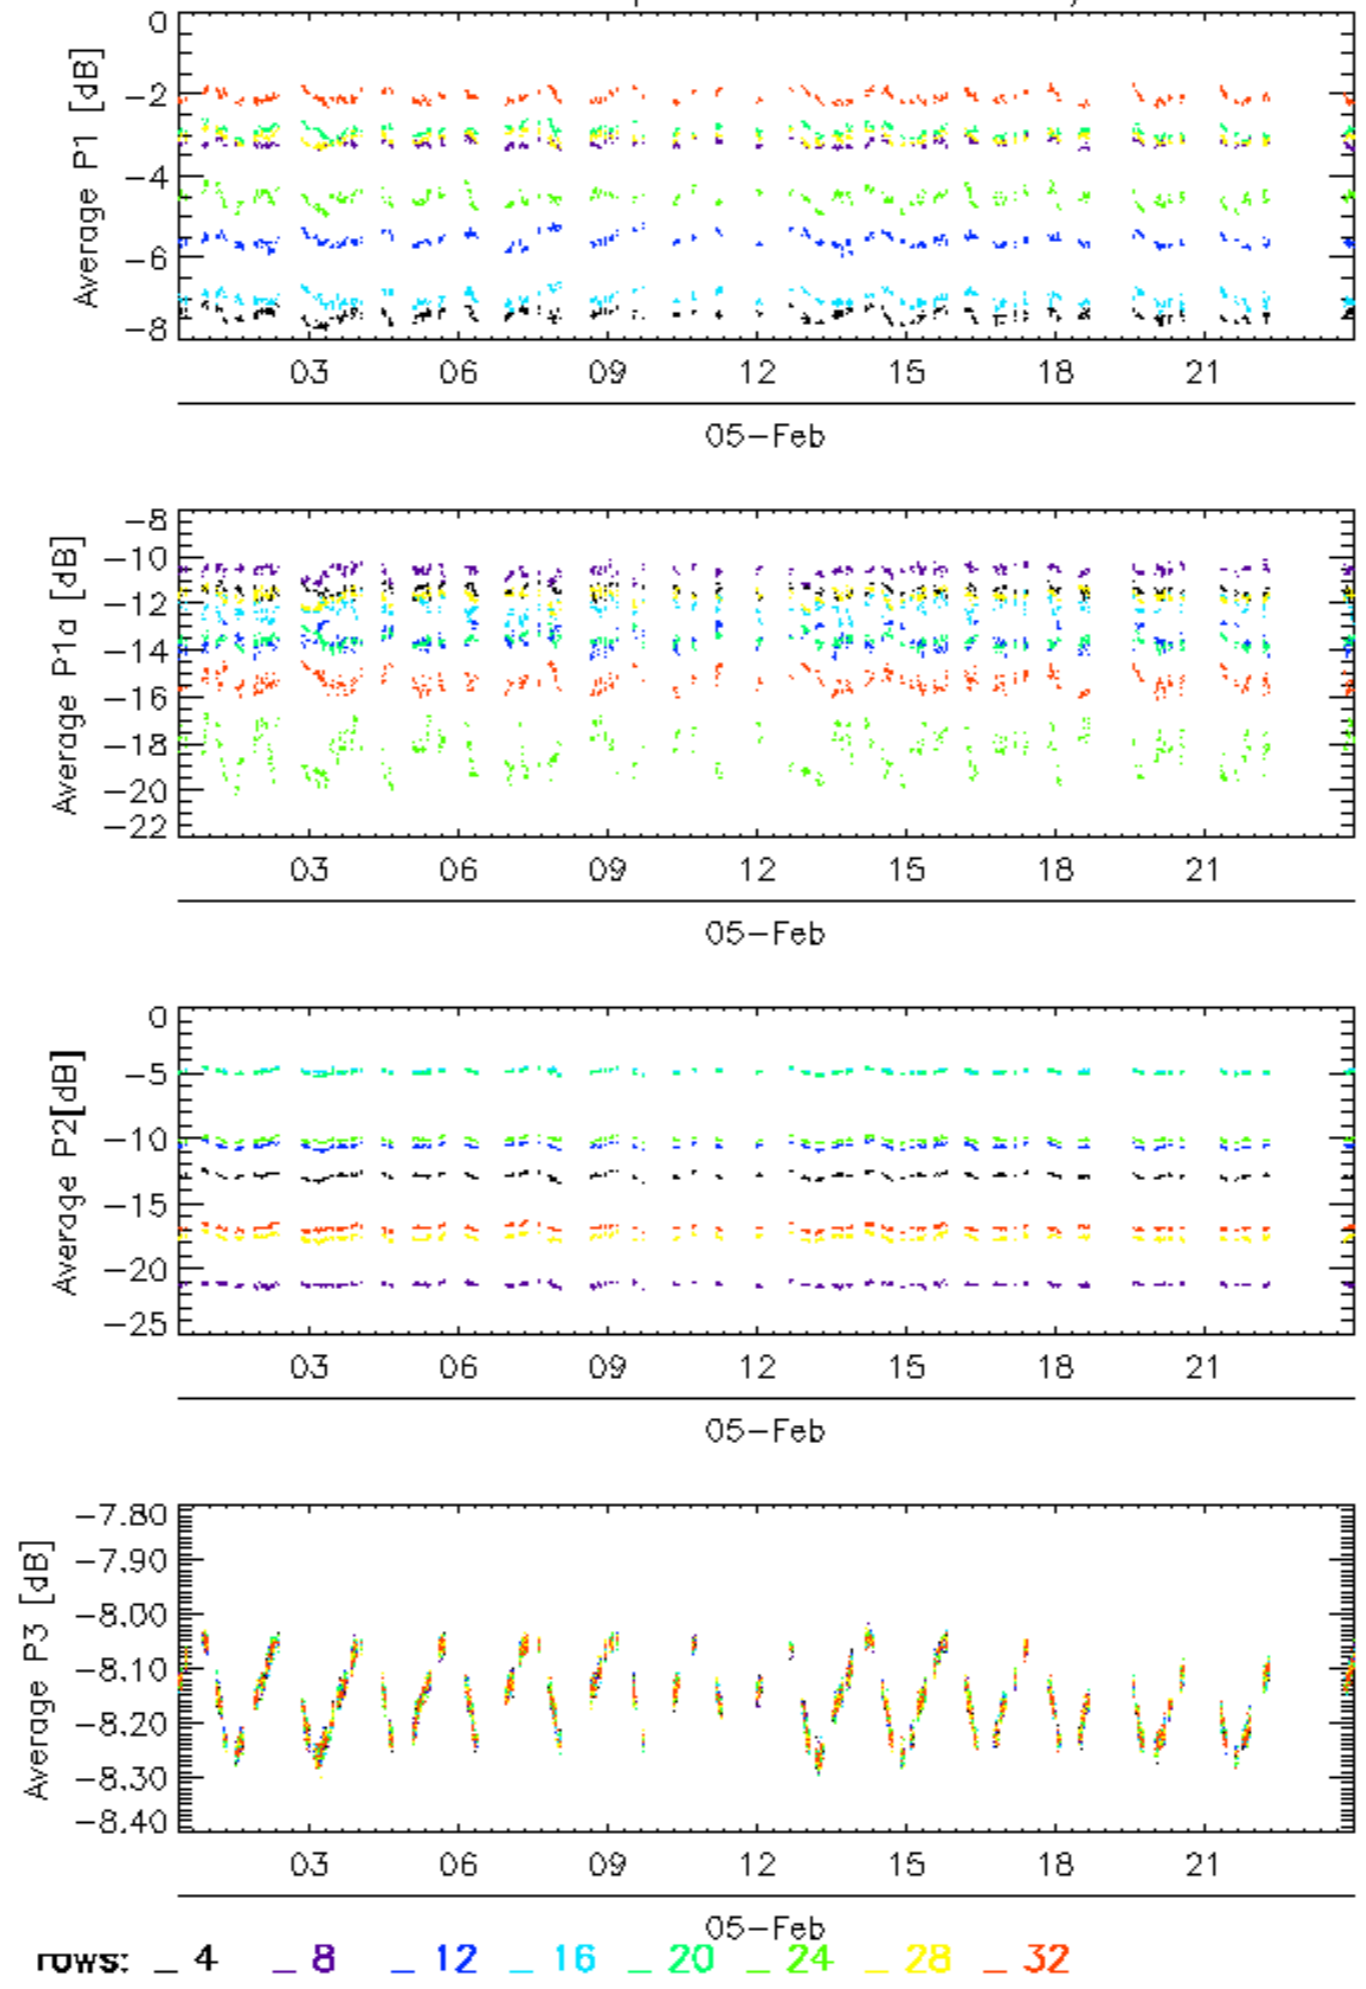 Average P1 [dB]
0
−2
−4
−6
−8
03 06 09 12 15 18 21
05−Feb
Average P1a [dB]
−8
−10
−12
−14
−16
−18
−20
−22
03 06 09 12 15 18 21
05−Feb
Average P2[dB]
0
−5
−10
−15
−20
−25
03 06 09 12 15 18 21
05−Feb
Average P3 [dB]
−7.80
−7.90
−8.00
−8.10
−8.20
−8.30
−8.40
03 06 09 12 15 18 21
05−Feb
rows: _ 4 _ 8 _ 12 _ 16 _ 20 _ 24 _ 28 _ 32